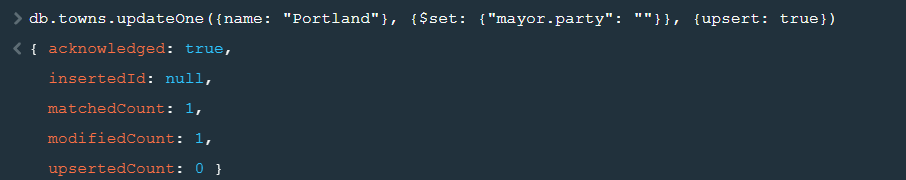 > db.towns.updateOne({name: "Portland"}, {$set: {"mayor.party": ""}}, {upsert: true})
< { acknowledged: true,
insertedId: null,
matchedCount: 1,
modifiedCount: 1,
upsertedCount: 0 }